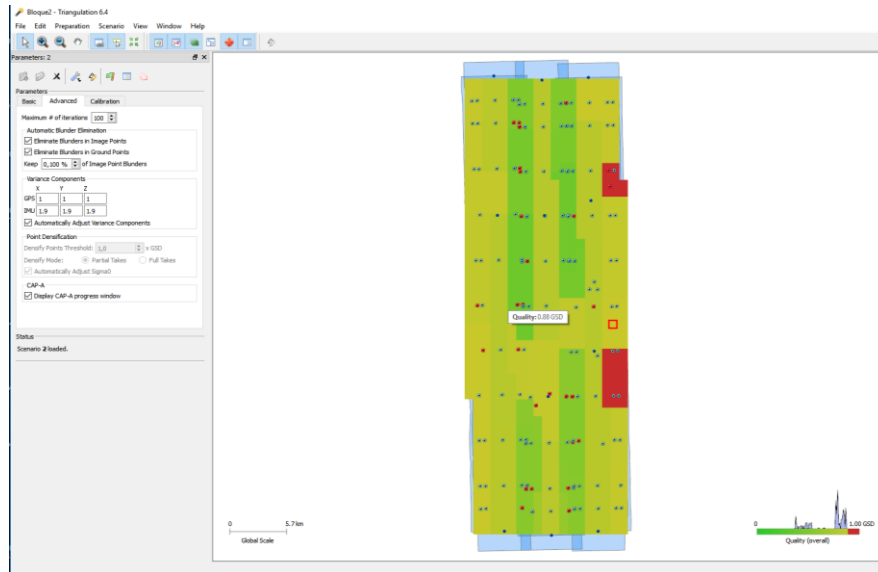 Bloque2 - Triangulation 6.4
File Edit Preparation Scenario View Window Help
Parameters: 2
Parameters
Basic Advanced Calibration
Maximum # of iterations 100
Automatic Blunder Elimination
Eliminate Blunders in Image Points
Eliminate Blunders in Ground Points
Keep 0,100 % of Image Point Blunders
Variance Components
X Y Z
GPS 1 1 1
IMU 1.9 1.9 1.9
Automatically Adjust Variance Components
Point Densification
Densify Points Threshold: 1,0 x GSD
Densify Mode: Partial Takes Full Takes
Automatically Adjust Sigma0
CAP-A
Display CAP-A progress window
Status
Scenario 2 loaded.
Quality: 0.88 GSD
0 5.7 km
Global Scale
0 1.00 GSD
Quality (overall)